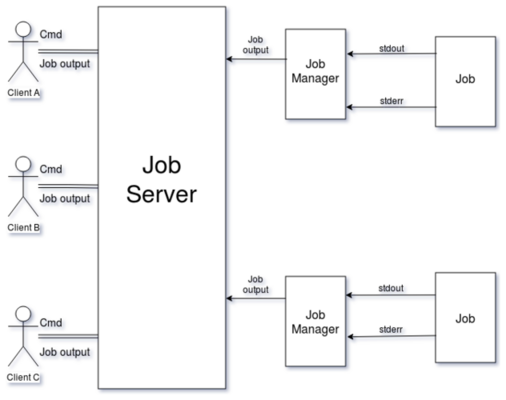 Cmd
Job output
Client A
Cmd
Job output
Client B
Cmd
Job output
Client C
Job
Server
Job
output
Job
Manager
stdout
stderr
Job
Job
output
Job
Manager
stdout
stderr
Job